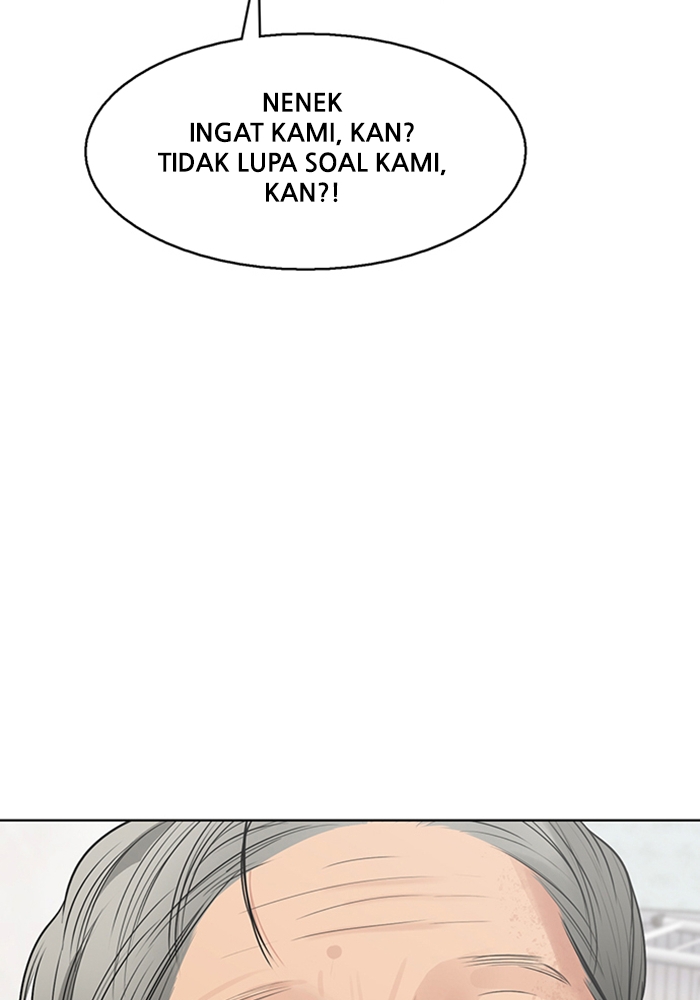 NENEK
INGAT KAMI, KAN?
TIDAK LUPA SOAL KAMI,
KAN?!